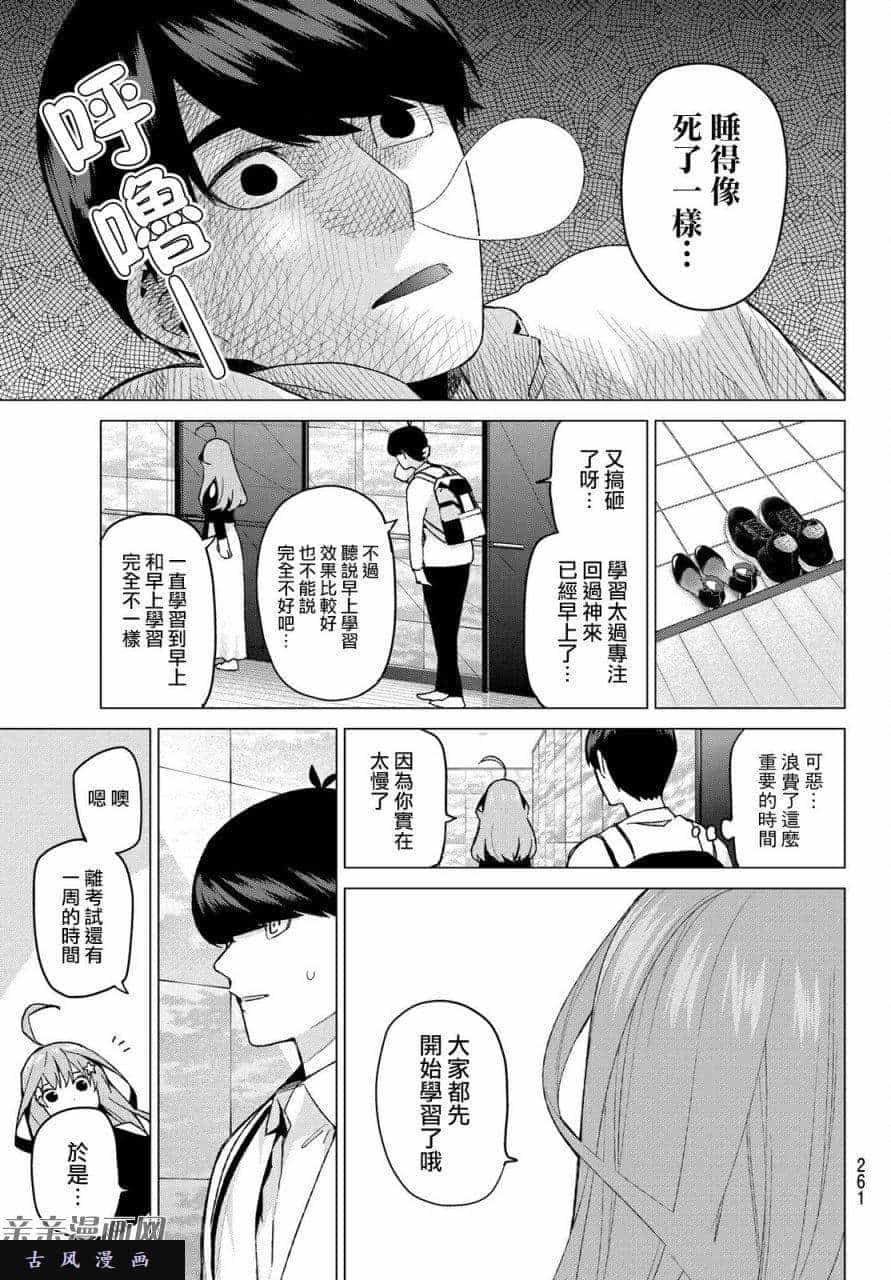 睡得像
死了一樣…
呼嚕——
又搞砸
了呀…
學習太過專注
回過神來
已經早上了…
不過
聽說早上學習
效果比較好
也不能說
完全不好吧…
一直學習到早上
和早上學習
完全不一樣
可惡…
浪費了這麼
重要的時間
因為你實在
太慢了
大家都先
開始學習了哦
嗯噢
離考試還有
一周的時間
於是…
261
亲亲漫画网
古风漫画